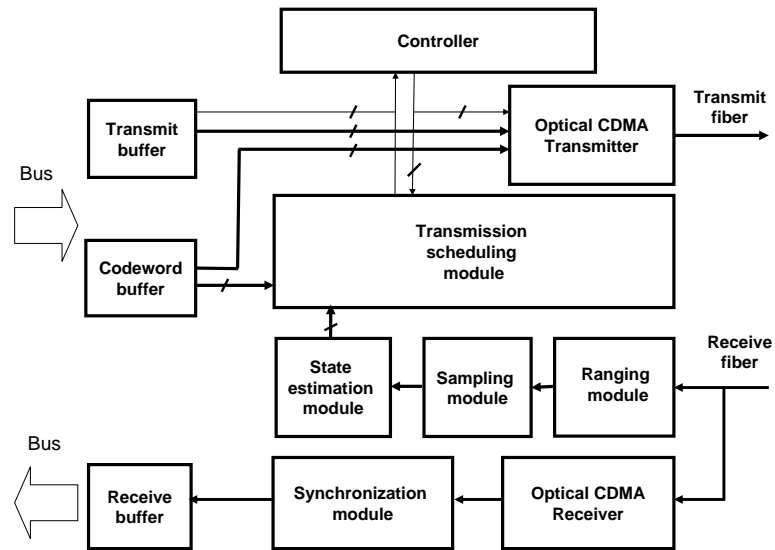 Controller
Transmit
buffer
Optical CDMA
Transmitter
Transmit
fiber
Bus
Codeword
buffer
Transmission
scheduling
module
State
estimation
module
Sampling
module
Ranging
module
Receive
fiber
Bus
Receive
buffer
Synchronization
module
Optical CDMA
Receiver